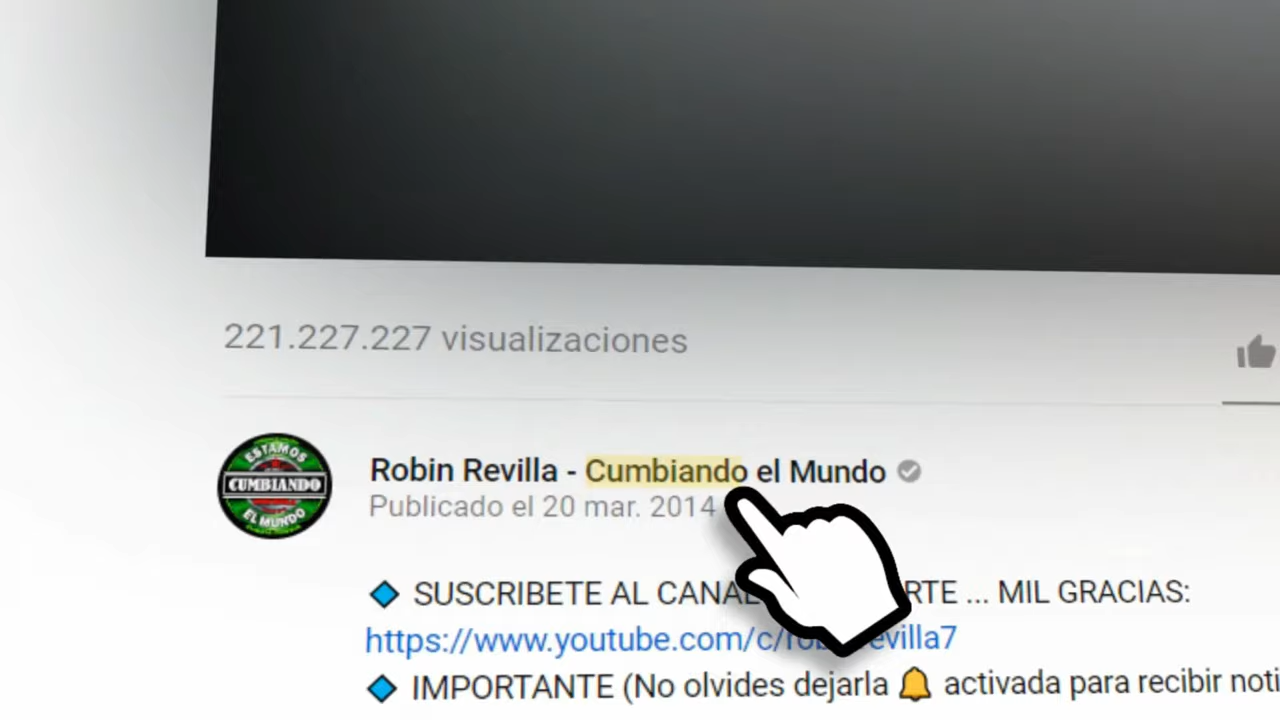 221.227.227 visualizaciones
ESTAMOS
CUMBIANDO
EL MUNDO
Robin Revilla - Cumbiando el Mundo
Publicado el 20 mar. 2014
SUSCRIBETE AL CANAL RTE ... MIL GRACIAS:
https://www.youtube.com/c/robinrevilla7
IMPORTANTE (No olvides dejarla 🔔 activada para recibir noti